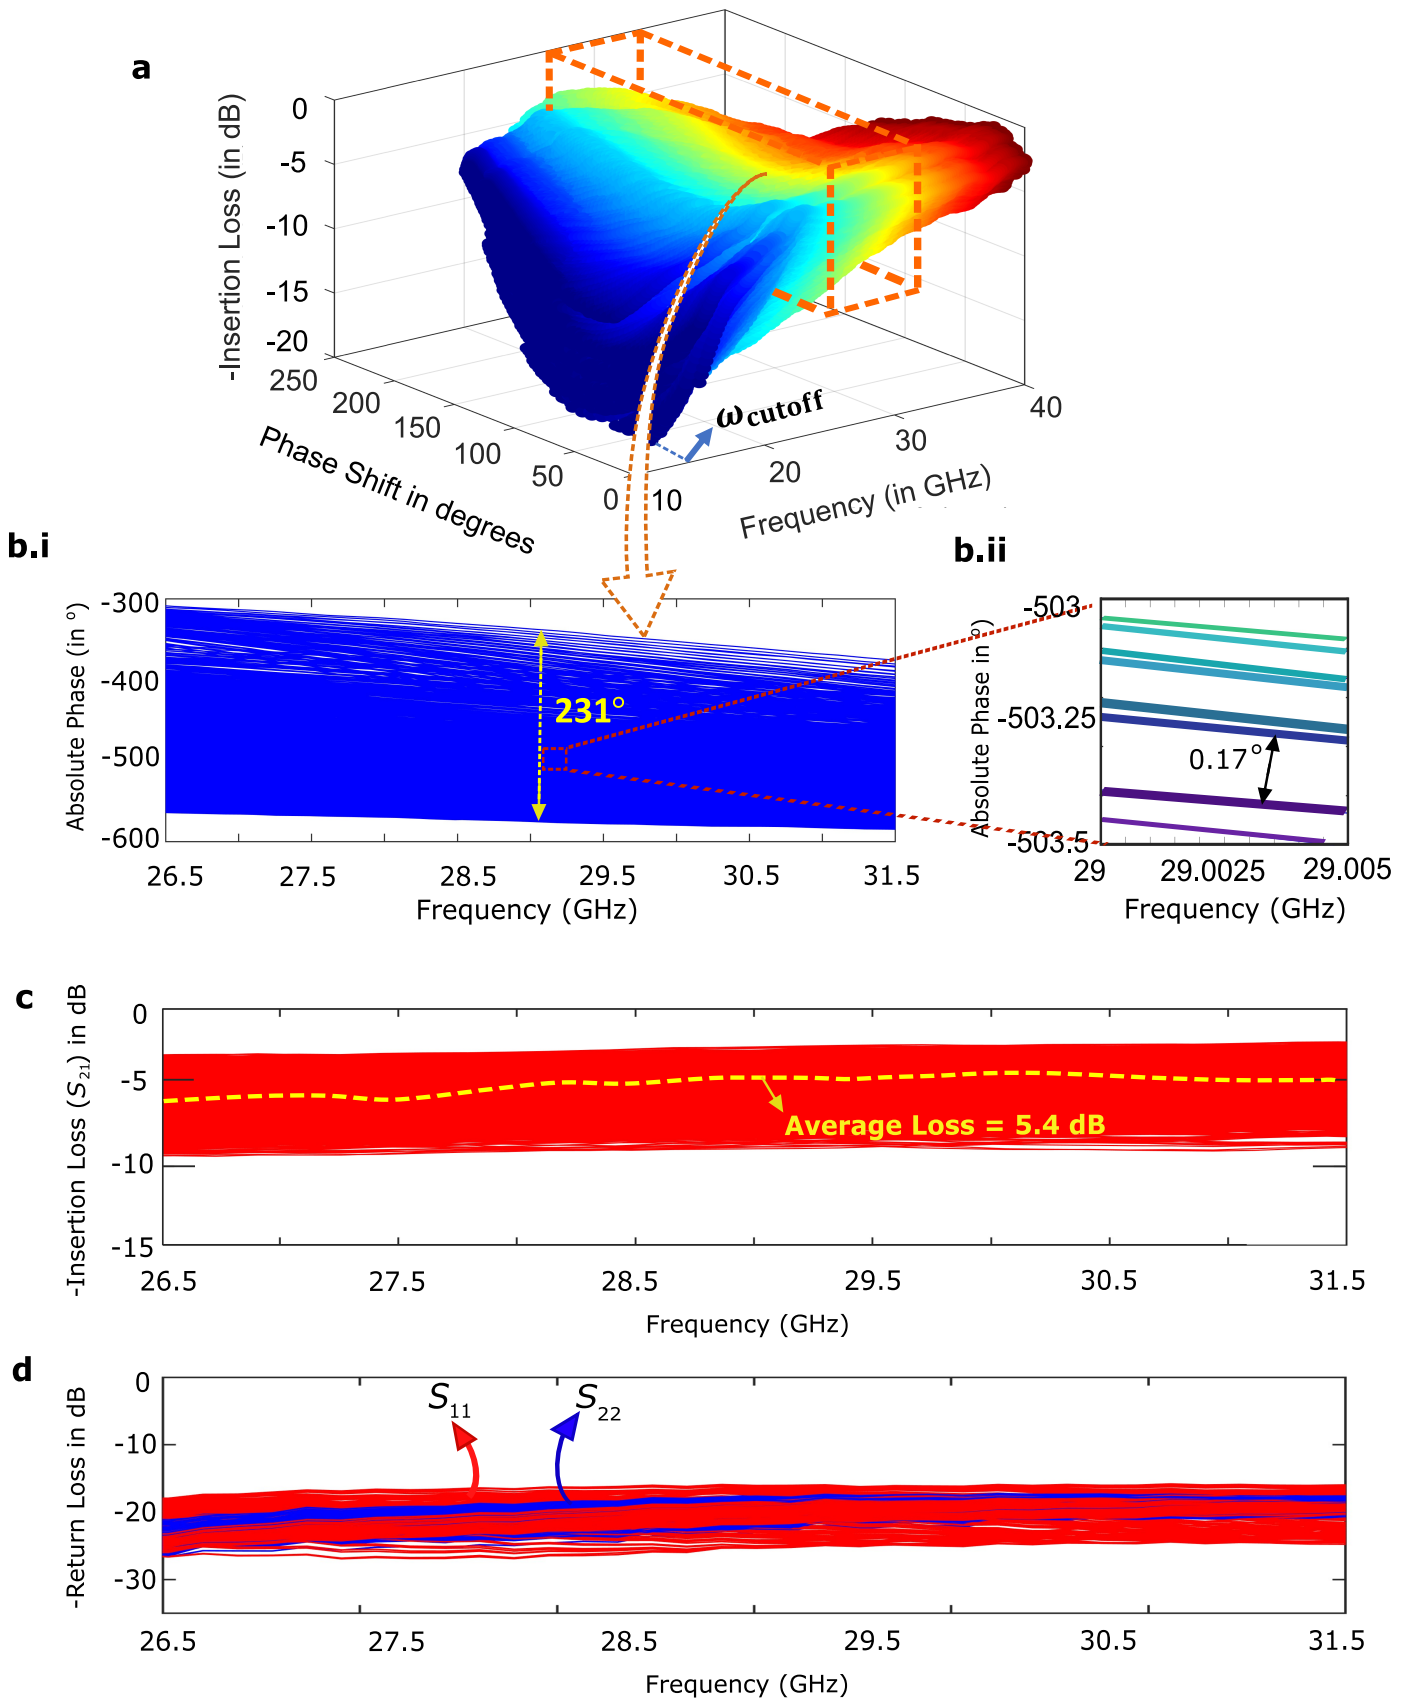 a
-Insertion Loss (in dB)
0
-5
-10
-15
-20
250
200
150
100
50
0
Phase Shift in degrees
10
20
30
40
Frequency (in GHz)
ωcutoff
b.i
Absolute Phase (in °)
-300
-400
-500
-600
231°
26.5
27.5
28.5
29.5
30.5
31.5
Frequency (GHz)
b.ii
Absolute Phase in °)
-503
-503.25
-503.5
0.17°
29
29.0025
29.005
Frequency (GHz)
c
-Insertion Loss (S21) in dB
0
-5
-10
-15
Average Loss = 5.4 dB
26.5
27.5
28.5
29.5
30.5
31.5
Frequency (GHz)
d
-Return Loss in dB
0
-10
-20
-30
S11
S22
26.5
27.5
28.5
29.5
30.5
31.5
Frequency (GHz)